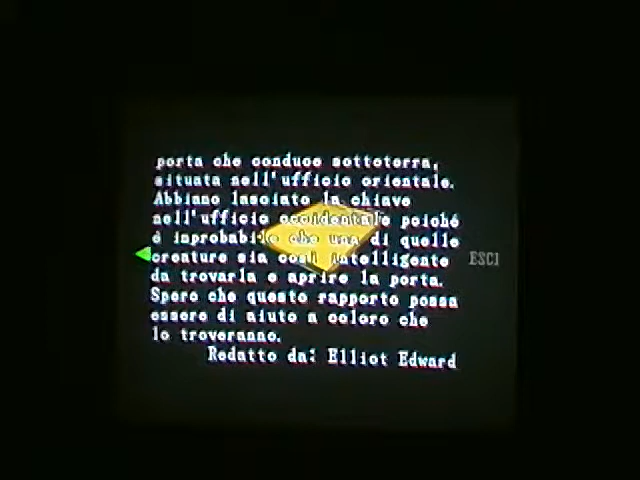 porta che conduce sottoterra,
situata nell'ufficio orientale.
Abbiamo lasciato la chiave
nell'ufficio occidentale poiché
è improbabile che una di quelle
creature sia così intelligente
da trovarla e aprire la porta.
Spero che questo rapporto possa
essere di aiuto a coloro che
lo troveranno.
Redatto da: Elliot Edward
ESCI